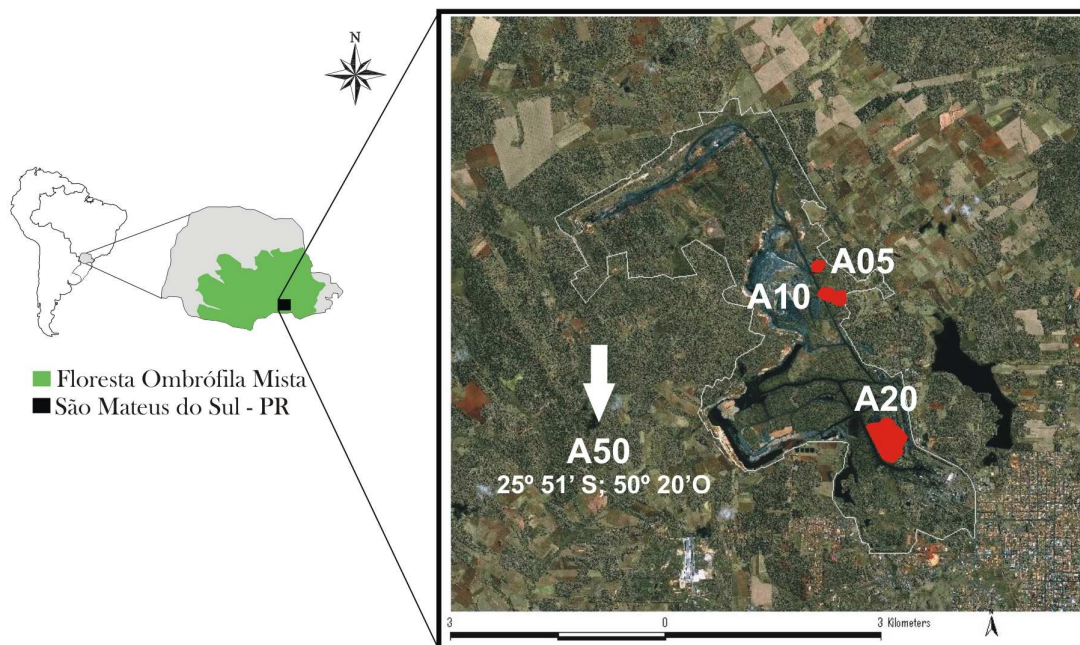 N
Floresta Ombrófila Mista
São Mateus do Sul - PR
A05
A10
A20
A50
25º 51’ S; 50º 20’O
3 0 3 Kilometers
N